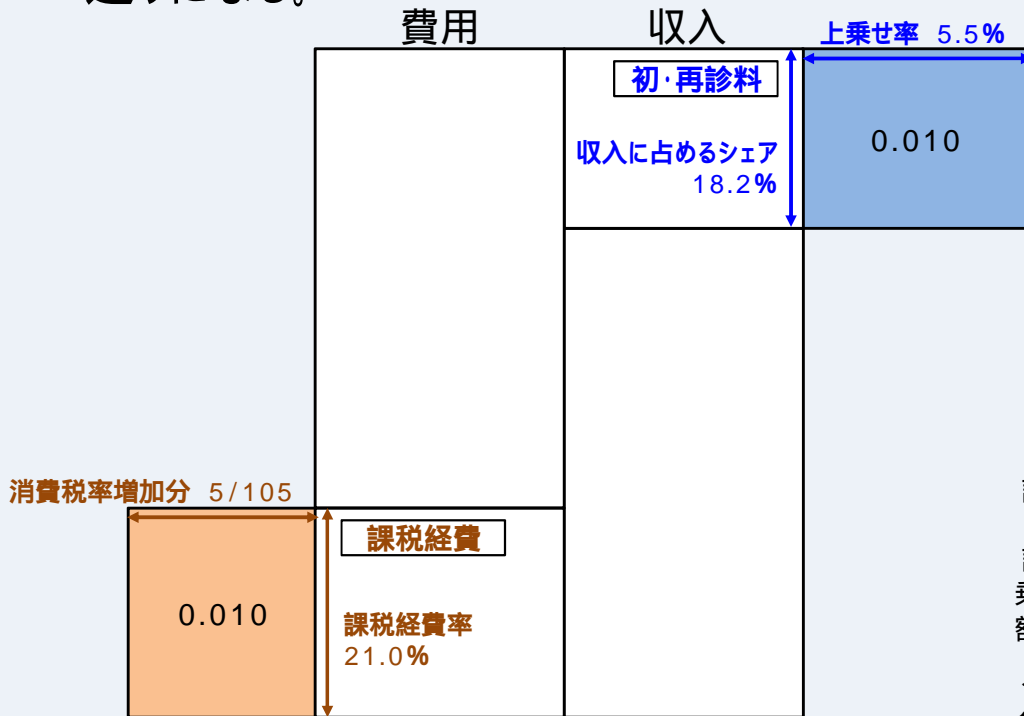 費用
収入
上乗せ率 5.5%
初・再診料
0.010
収入に占めるシェア
18.2%
消費税率増加分 5/105
課税経費
0.010
課税経費率
21.0%